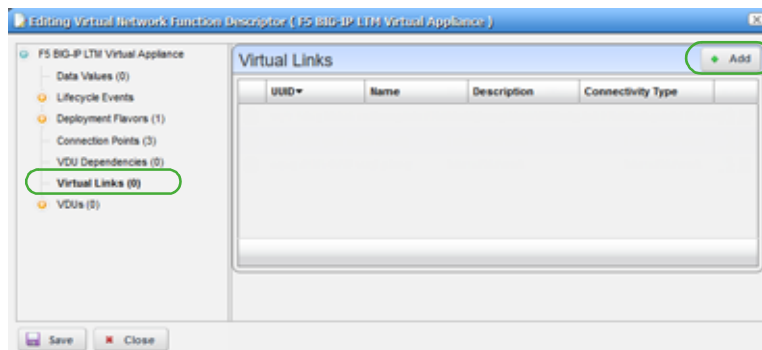 Editing Virtual Network Function Descriptor ( F5 BIG-IP LTM Virtual Appliance )
F5 BIG-IP LTM Virtual Appliance
Data Values (0)
Lifecycle Events
Deployment Flavors (1)
Connection Points (3)
VDU Dependencies (0)
Virtual Links (0)
VDUs (0)
Virtual Links
Add
UUID Name Description Connectivity Type
Save Close